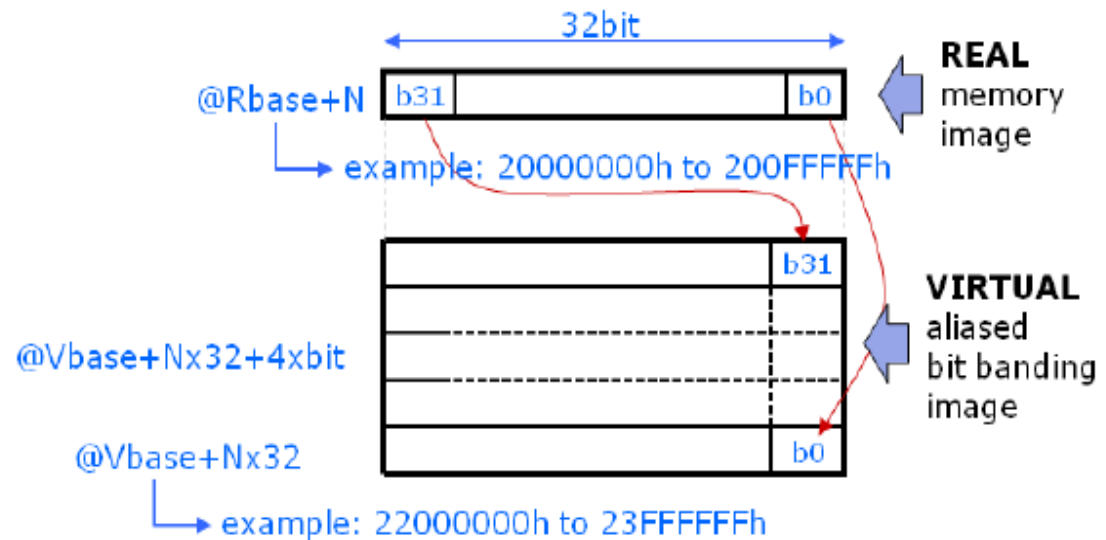 32bit
REAL
memory
image
@Rbase+N
b31
b0
example: 20000000h to 200FFFFFh
b31
VIRTUAL
aliased
bit banding
image
@Vbase+Nx32+4xbit
b0
@Vbase+Nx32
example: 22000000h to 23FFFFFFh